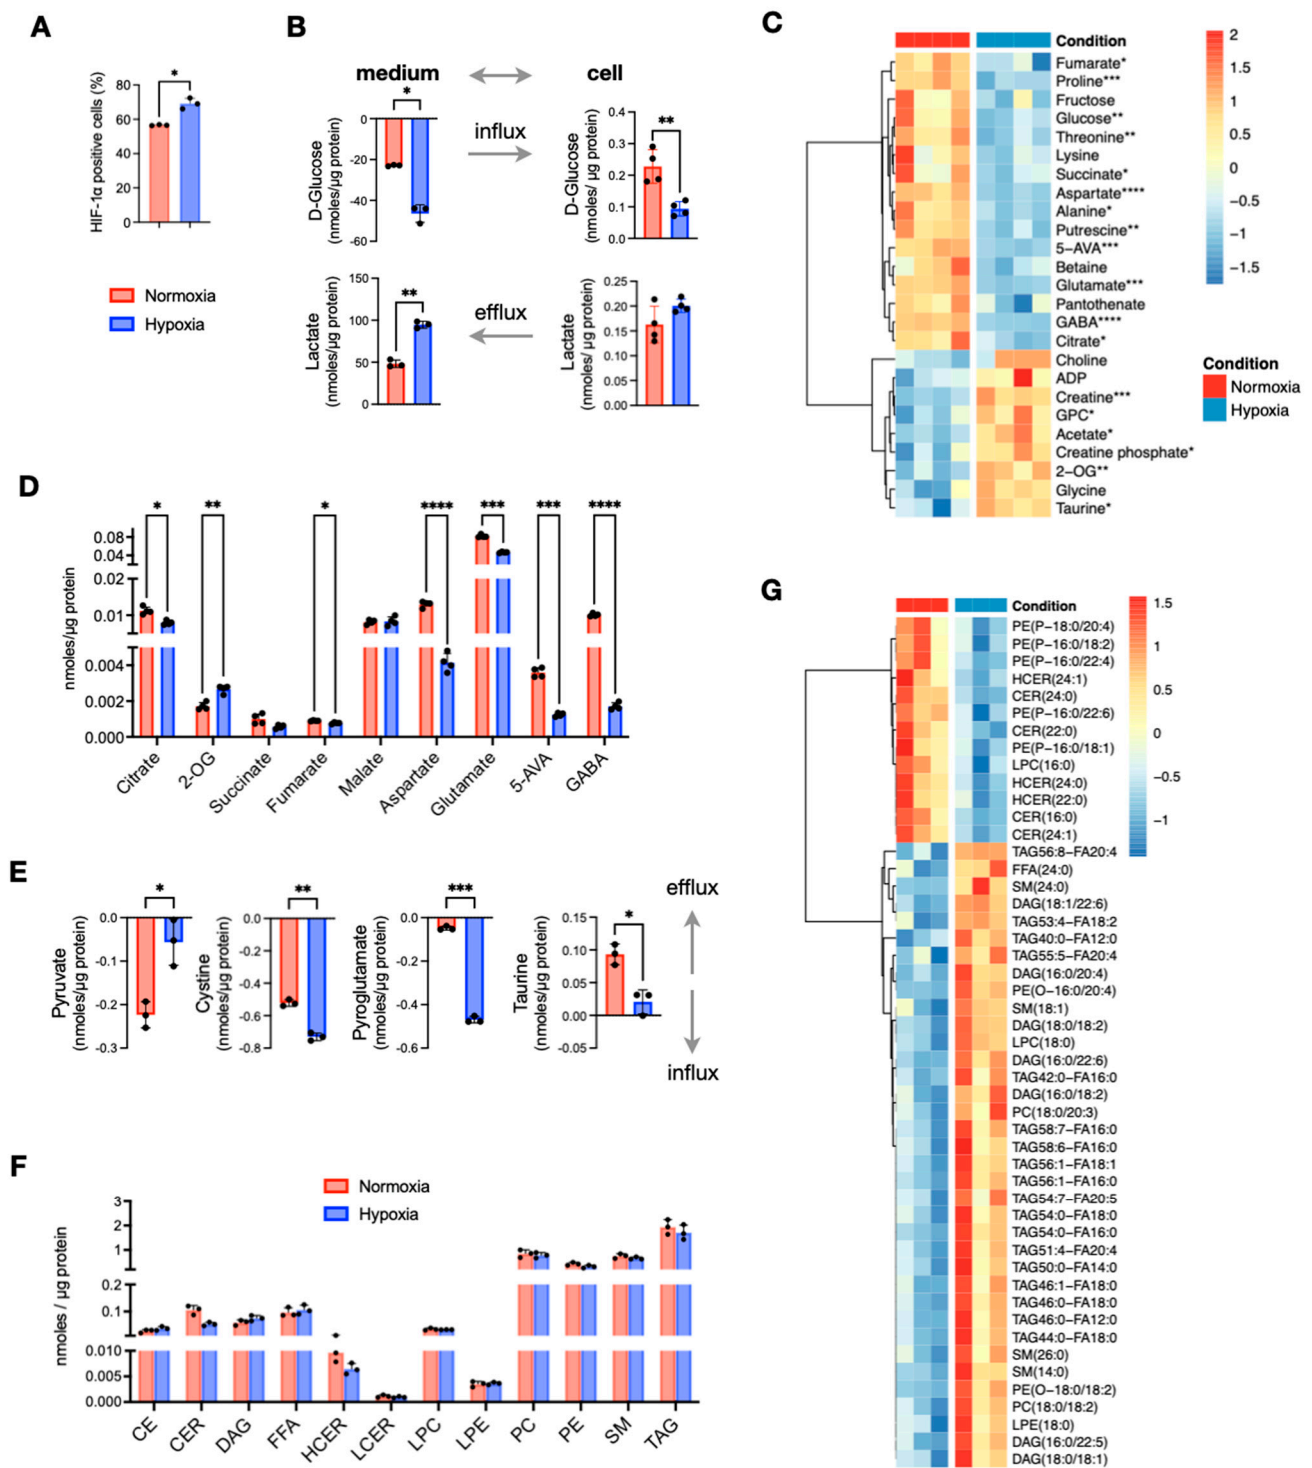 A
HIF-1α positive cells (%)
80
60
40
20
0
*
Normoxia
Hypoxia
B
medium
cell
influx
efflux
D-Glucose
(nmoles/μg protein)
0
-20
-40
-60
*
D-Glucose
(nmoles/ μg protein)
0.4
0.3
0.2
0.1
0.0
**
Lactate
(nmoles/μg protein)
150
100
50
0
**
Lactate
(nmoles/ μg protein)
0.25
0.20
0.15
0.10
0.05
0.00
C
Condition
Fumarate*
Proline***
Fructose
Glucose**
Threonine**
Lysine
Succinate*
Aspartate****
Alanine*
Putrescine**
5−AVA***
Betaine
Glutamate***
Pantothenate
GABA****
Citrate*
Choline
ADP
Creatine***
GPC*
Acetate*
Creatine phosphate*
2−OG**
Glycine
Taurine*
2
1.5
1
0.5
0
−0.5
−1
−1.5
Condition
Normoxia
Hypoxia
D
nmoles/μg protein
0.08
0.04
0.02
0.01
0.004
0.002
0.000
*
**
*
****
***
***
****
Citrate
2-OG
Succinate
Fumarate
Malate
Aspartate
Glutamate
5-AVA
GABA
E
Pyruvate
(nmoles/μg protein)
0.0
-0.1
-0.2
-0.3
*
Cystine
(nmoles/μg protein)
0.0
-0.2
-0.4
-0.6
-0.8
**
Pyroglutamate
(nmoles/μg protein)
0.0
-0.2
-0.4
-0.6
***
Taurine
(nmoles/μg protein)
0.15
0.10
0.05
0.00
-0.05
*
efflux
influx
F
Normoxia
Hypoxia
nmoles / μg protein
3
2
1
0.2
0.1
0.010
0.005
0.000
CE
CER
DAG
FFA
HCER
LCER
LPC
LPE
PC
PE
SM
TAG
G
Condition
PE(P−18:0/20:4)
PE(P−16:0/18:2)
PE(P−16:0/22:4)
HCER(24:1)
CER(24:0)
PE(P−16:0/22:6)
CER(22:0)
PE(P−16:0/18:1)
LPC(16:0)
HCER(24:0)
HCER(22:0)
CER(16:0)
CER(24:1)
TAG56:8−FA20:4
FFA(24:0)
SM(24:0)
DAG(18:1/22:6)
TAG53:4−FA18:2
TAG40:0−FA12:0
TAG55:5−FA20:4
DAG(16:0/20:4)
PE(O−16:0/20:4)
SM(18:1)
DAG(18:0/18:2)
LPC(18:0)
DAG(16:0/22:6)
TAG42:0−FA16:0
DAG(16:0/18:2)
PC(18:0/20:3)
TAG58:7−FA16:0
TAG58:6−FA16:0
TAG56:1−FA18:1
TAG56:1−FA16:0
TAG54:7−FA20:5
TAG54:0−FA18:0
TAG54:0−FA16:0
TAG51:4−FA20:4
TAG50:0−FA14:0
TAG46:1−FA18:0
TAG46:0−FA18:0
TAG46:0−FA12:0
TAG44:0−FA18:0
SM(26:0)
SM(14:0)
PE(O−18:0/18:2)
PC(18:0/18:2)
LPE(18:0)
DAG(16:0/22:5)
DAG(18:0/18:1)
1.5
1
0.5
0
−0.5
−1